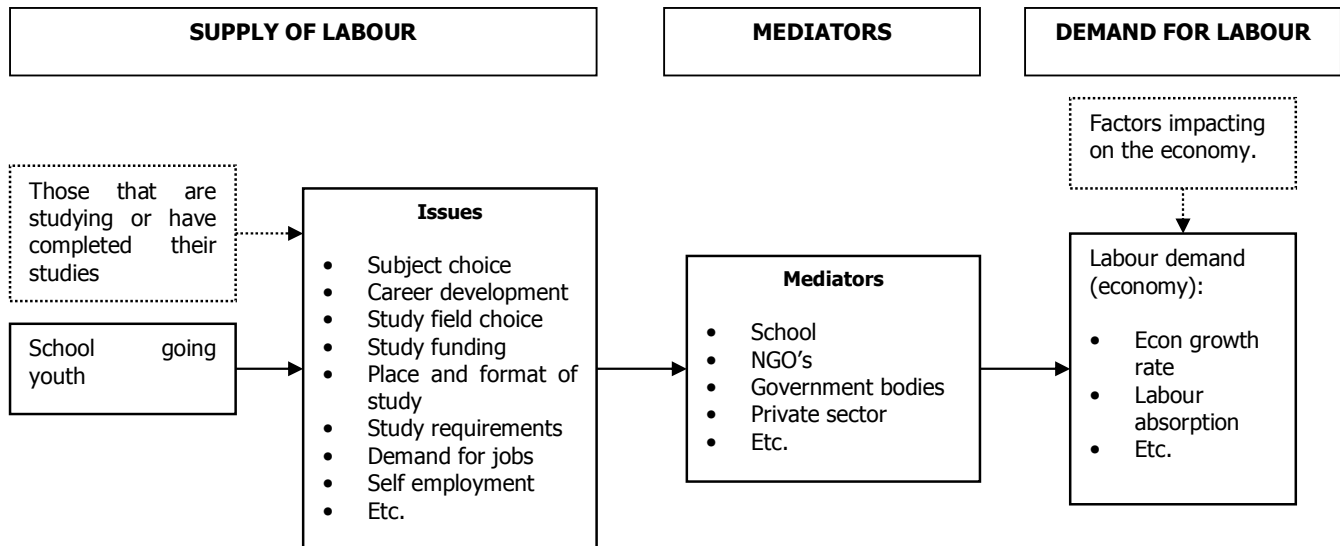 SUPPLY OF LABOUR
MEDIATORS
DEMAND FOR LABOUR
Factors impacting
on the economy.
Those that are
studying or have
completed their
studies
School going
youth
Issues
• Subject choice
• Career development
• Study field choice
• Study funding
• Place and format of
study
• Study requirements
• Demand for jobs
• Self employment
• Etc.
Mediators
• School
• NGO’s
• Government bodies
• Private sector
• Etc.
Labour demand
(economy):
• Econ growth
rate
• Labour
absorption
• Etc.